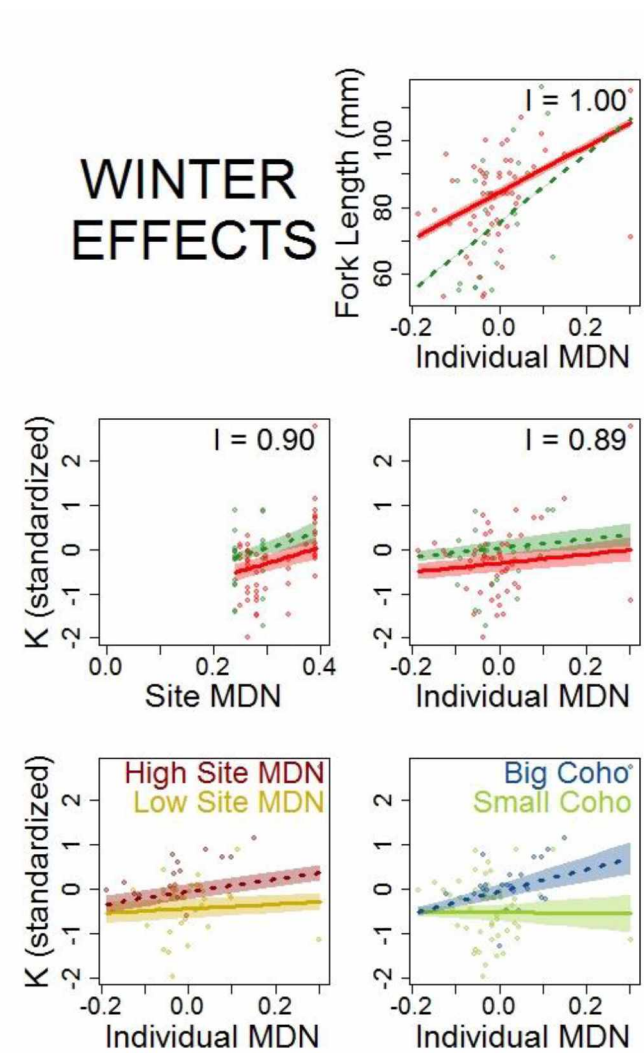 WINTER
EFFECTS
Fork Length (mm)
I = 1.00
100
80
60
-0.2 0.0 0.2
Individual MDN
K (standardized)
I = 0.90
2
1
0
-1
-2
0.0 0.2 0.4
Site MDN
I = 0.89
2
1
0
-1
-2
-0.2 0.0 0.2
Individual MDN
K (standardized)
High Site MDN
Low Site MDN
2
1
0
-1
-2
-0.2 0.0 0.2
Individual MDN
Big Coho
Small Coho
2
1
0
-1
-2
-0.2 0.0 0.2
Individual MDN